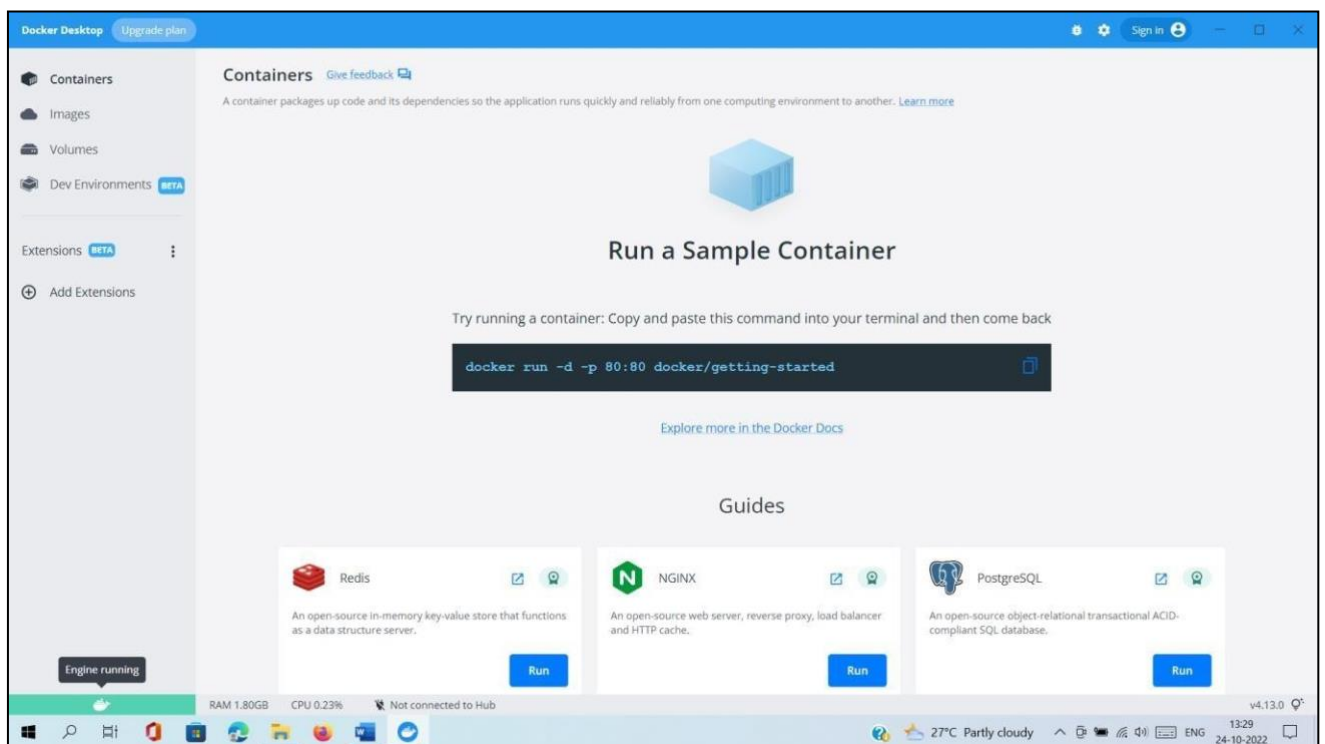 Docker Desktop Upgrade plan Sign in
Containers
Images
Volumes
Dev Environments BETA
Extensions BETA
Add Extensions
Containers Give feedback
A container packages up code and its dependencies so the application runs quickly and reliably from one computing environment to another. Learn more
Run a Sample Container
Try running a container: Copy and paste this command into your terminal and then come back
docker run -d -p 80:80 docker/getting-started
Explore more in the Docker Docs
Guides
Redis
An open-source in-memory key-value store that functions
as a data structure server.
Run
NGINX
An open-source web server, reverse proxy, load balancer
and HTTP cache.
Run
PostgreSQL
An open-source object-relational transactional ACID-
compliant SQL database.
Run
Engine running
RAM 1.80GB CPU 0.23% Not connected to Hub v4.13.0
27°C Partly cloudy ENG 13:29
24-10-2022